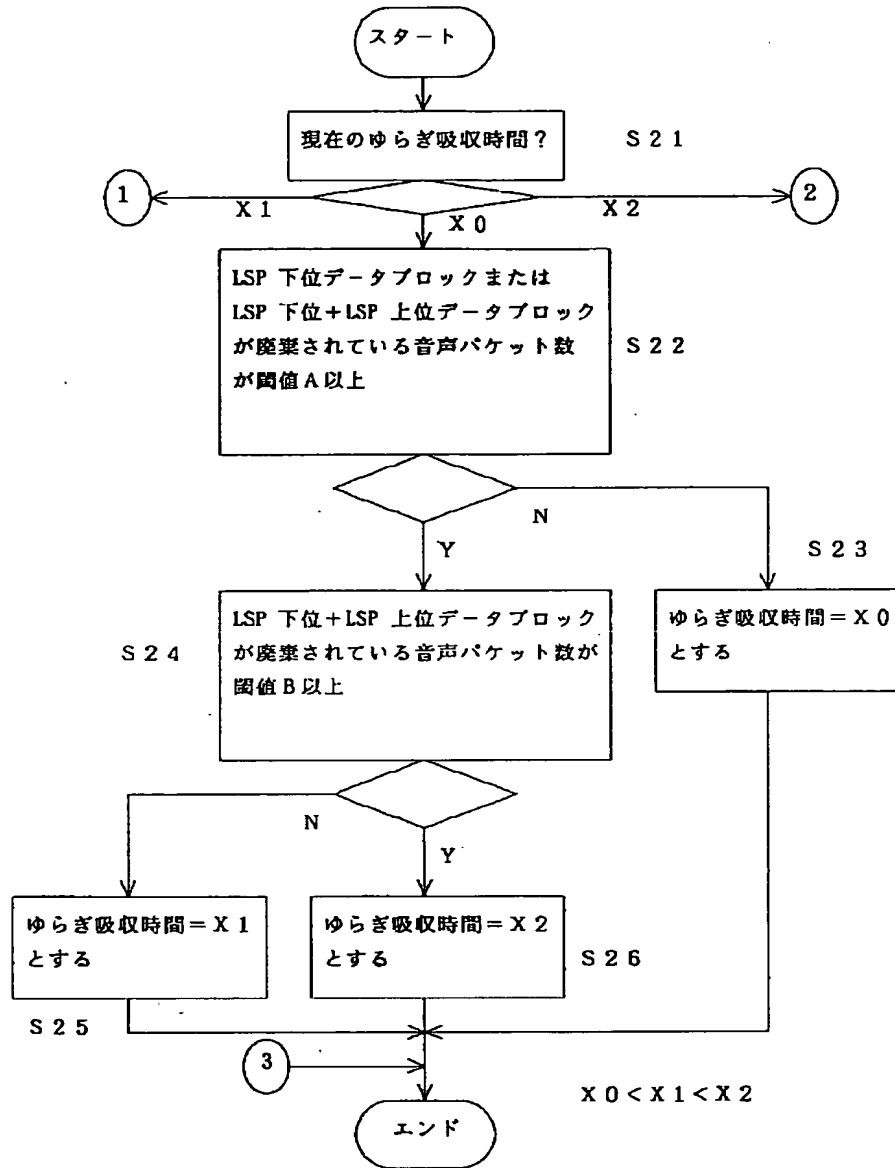 スタート
現在のゆらぎ吸収時間？
S21
1
X1
X0
X2
2
LSP 下位データブロックまたは
LSP 下位＋LSP 上位データブロック
が廃棄されている音声パケット数
が閾値A以上
S22
N
Y
S23
LSP 下位＋LSP 上位データブロック
が廃棄されている音声パケット数が
閾値B以上
S24
ゆらぎ吸収時間＝X0
とする
N
Y
ゆらぎ吸収時間＝X1
とする
ゆらぎ吸収時間＝X2
とする
S26
S25
3
X0<X1<X2
エンド